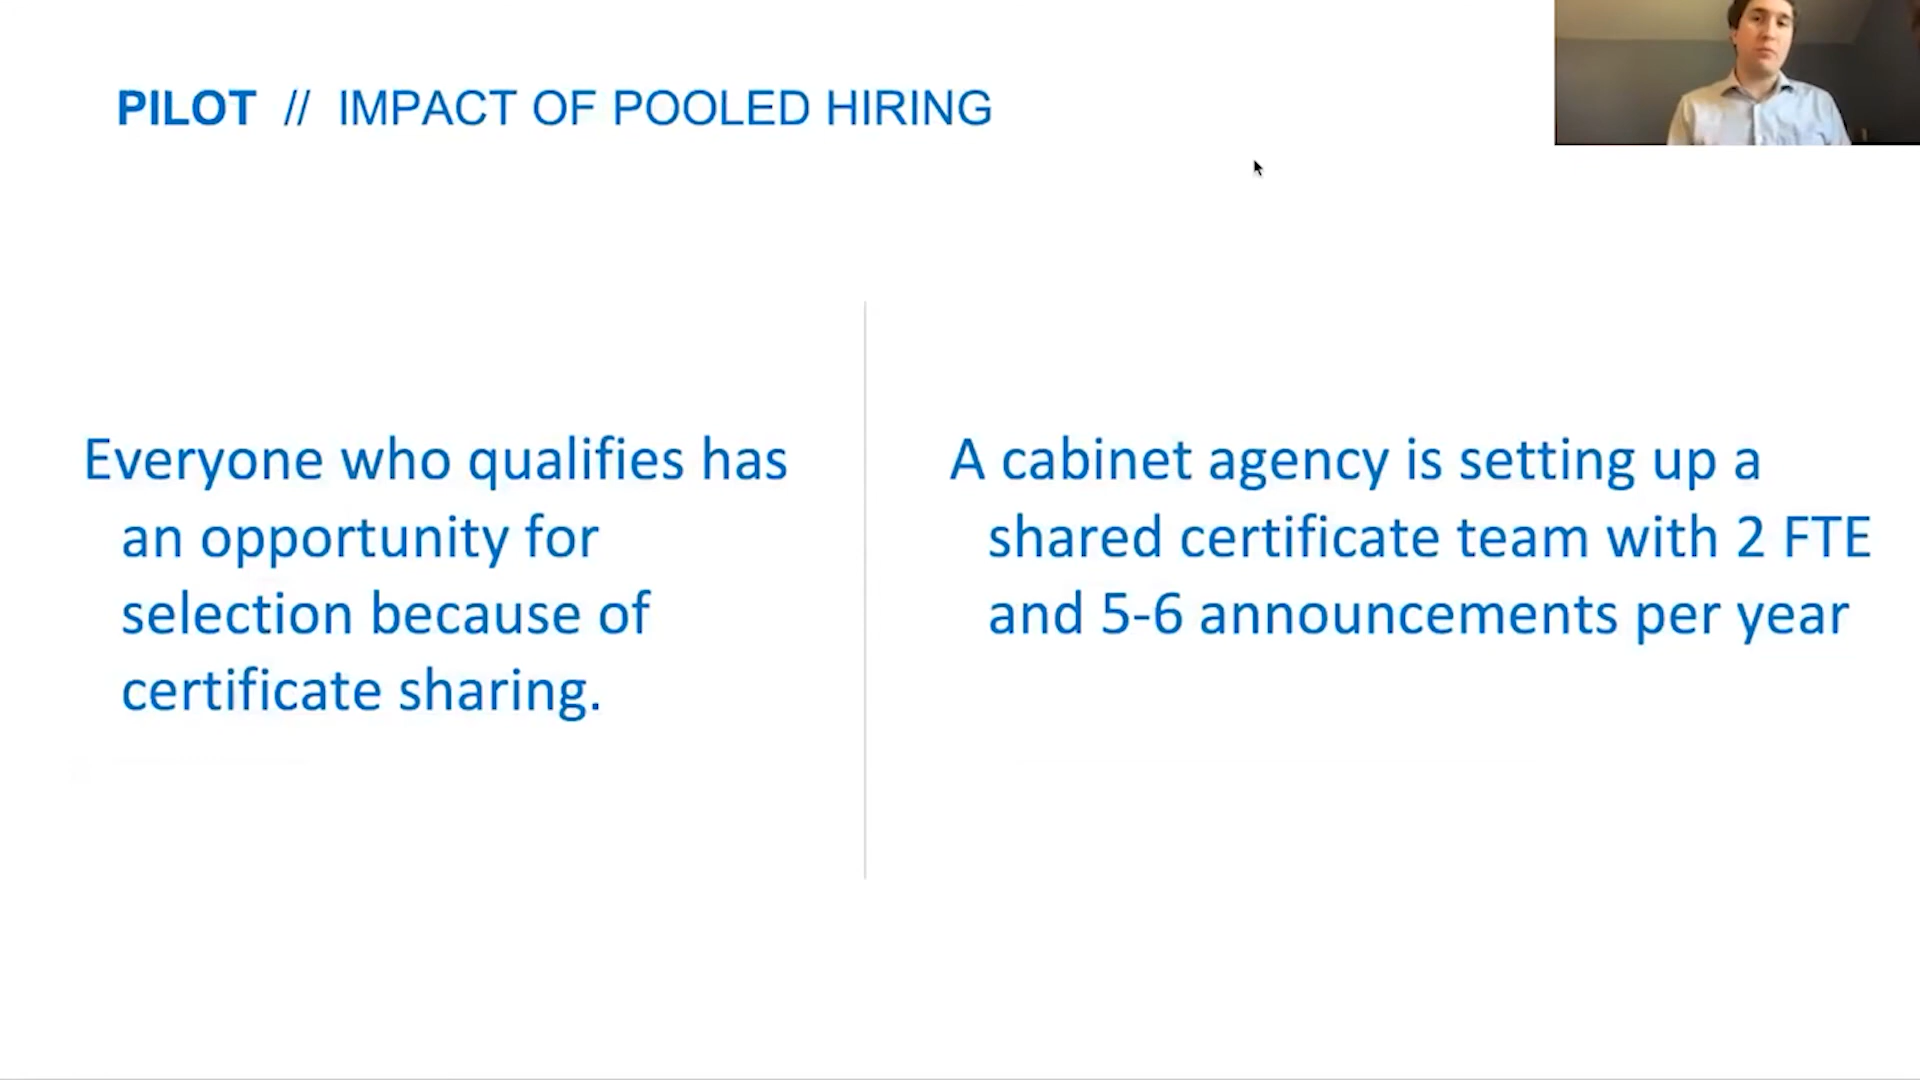 PILOT // IMPACT OF POOLED HIRING
Everyone who qualifies has
an opportunity for
selection because of
certificate sharing.
A cabinet agency is setting up a
shared certificate team with 2 FTE
and 5-6 announcements per year